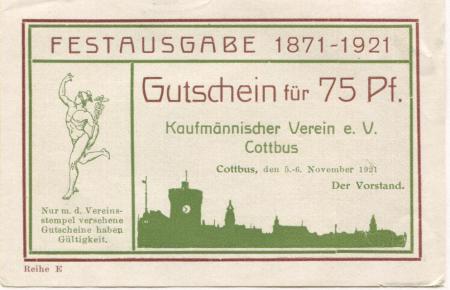 FESTAUSGABE 1871-1921
Gutschein für 75 Pf.
Kaufmännischer Verein e. V.
Cottbus
Cottbus, den 5.-6. November 1921
Der Vorstand.
Nur m. d. Vereins-
stempel versehene
Gutscheine haben
Gültigkeit.
Reihe E